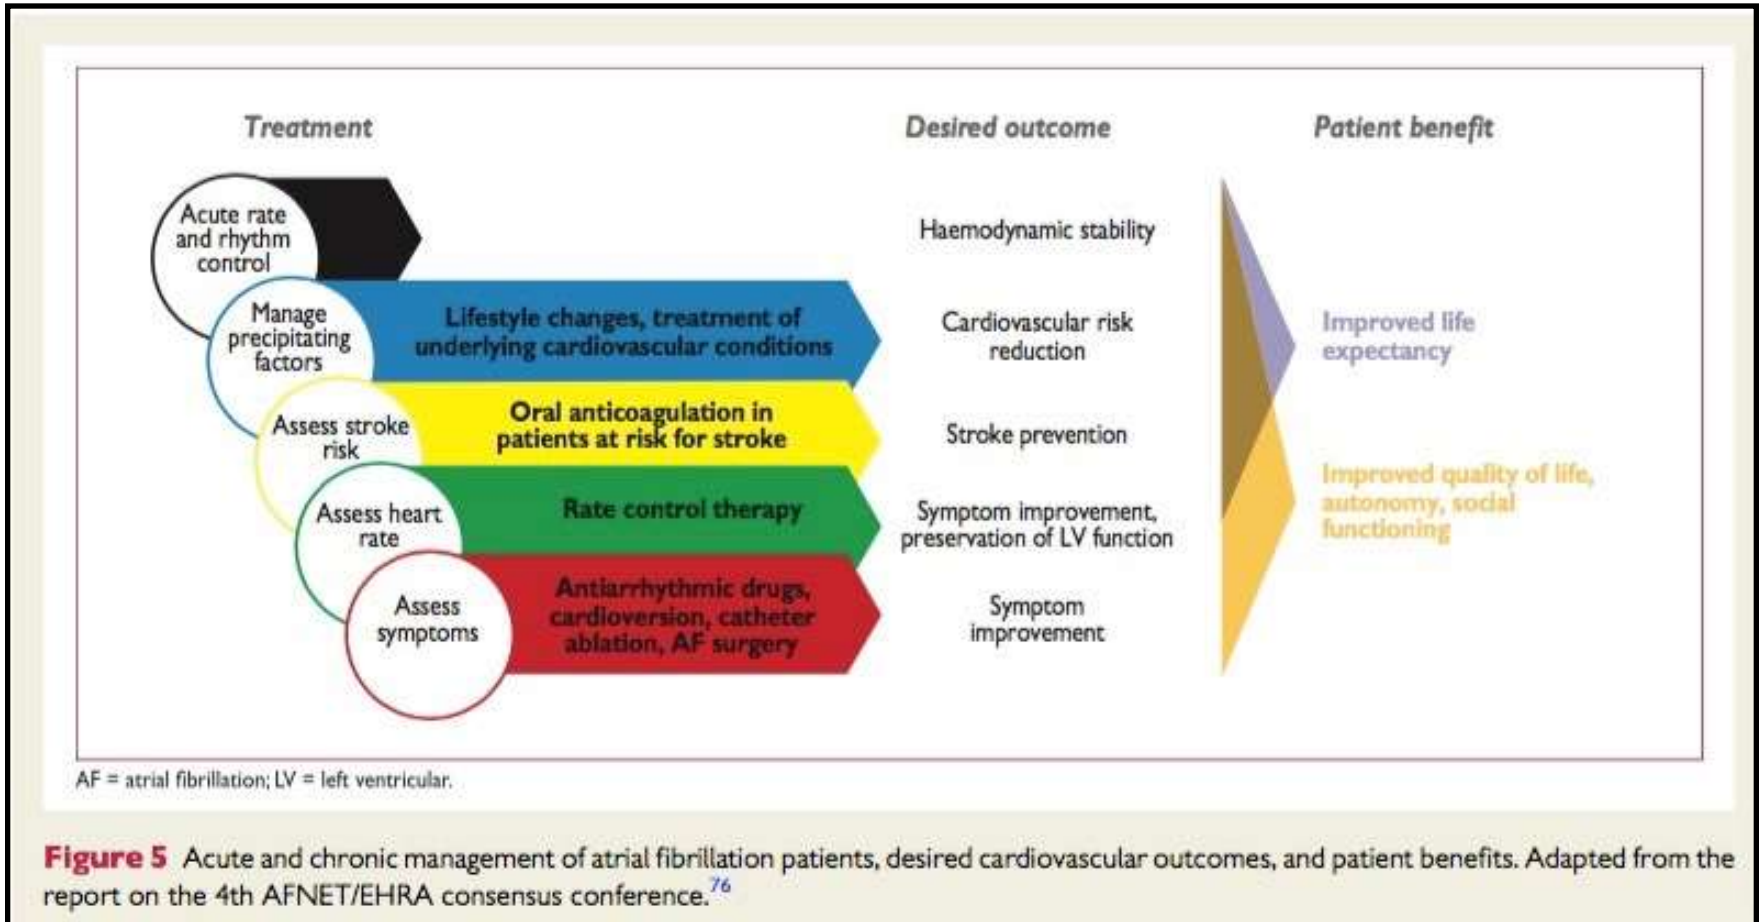 Treatment
Desired outcome
Patient benefit
Acute rate
and rhythm
control
Haemodynamic stability
Manage
precipitating
factors
Lifestyle changes, treatment of
underlying cardiovascular conditions
Cardiovascular risk
reduction
Improved life
expectancy
Assess stroke
risk
Oral anticoagulation in
patients at risk for stroke
Stroke prevention
Improved quality of life,
autonomy, social
functioning
Assess heart
rate
Rate control therapy
Symptom improvement,
preservation of LV function
Assess
symptoms
Antiarrhythmic drugs,
cardioversion, catheter
ablation, AF surgery
Symptom
improvement
AF = atrial fibrillation; LV = left ventricular.
Figure 5 Acute and chronic management of atrial fibrillation patients, desired cardiovascular outcomes, and patient benefits. Adapted from the
report on the 4th AFNET/EHRA consensus conference.76